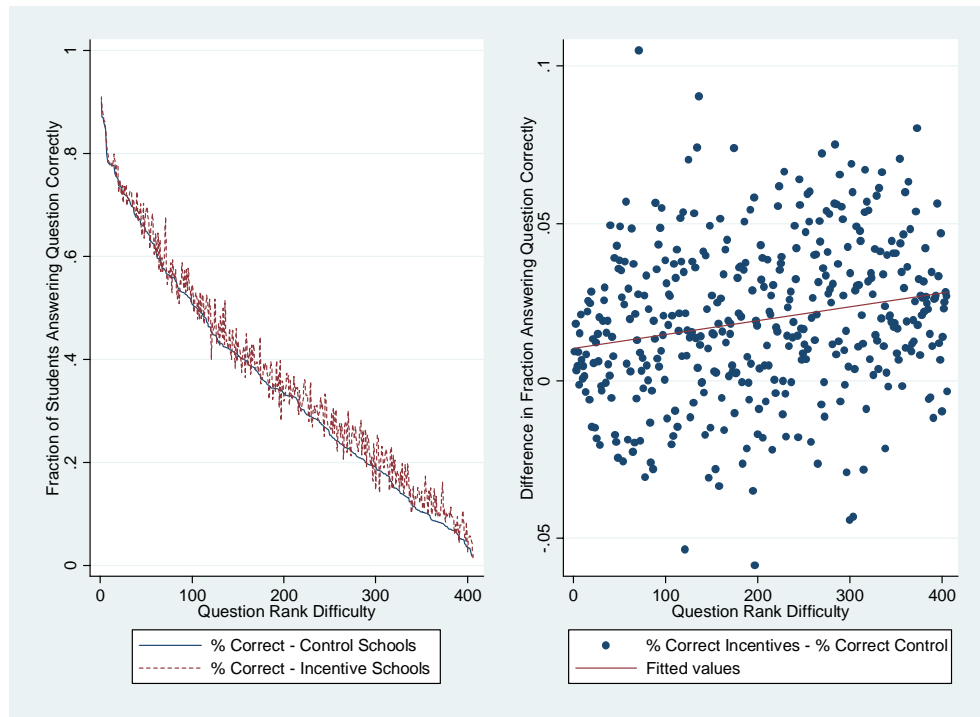 Fraction of Students Answering Question Correctly
1
.8
.6
.4
.2
0
0 100 200 300 400
Question Rank Difficulty
% Correct - Control Schools
% Correct - Incentive Schools
Difference in Fraction Answering Question Correctly
.1
.05
0
-.05
0 100 200 300 400
Question Rank Difficulty
% Correct Incentives - % Correct Control
Fitted values